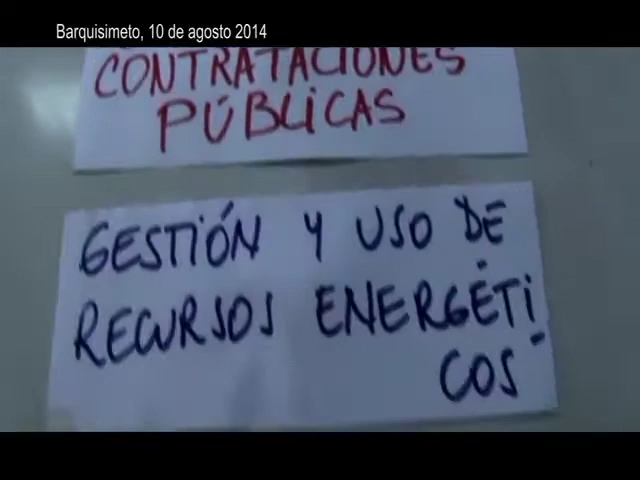 Barquisimeto, 10 de agosto 2014
CONTRATACIONES
PÚBLICAS
GESTIÓN Y USO DE
RECURSOS ENERGÉTI-
COS